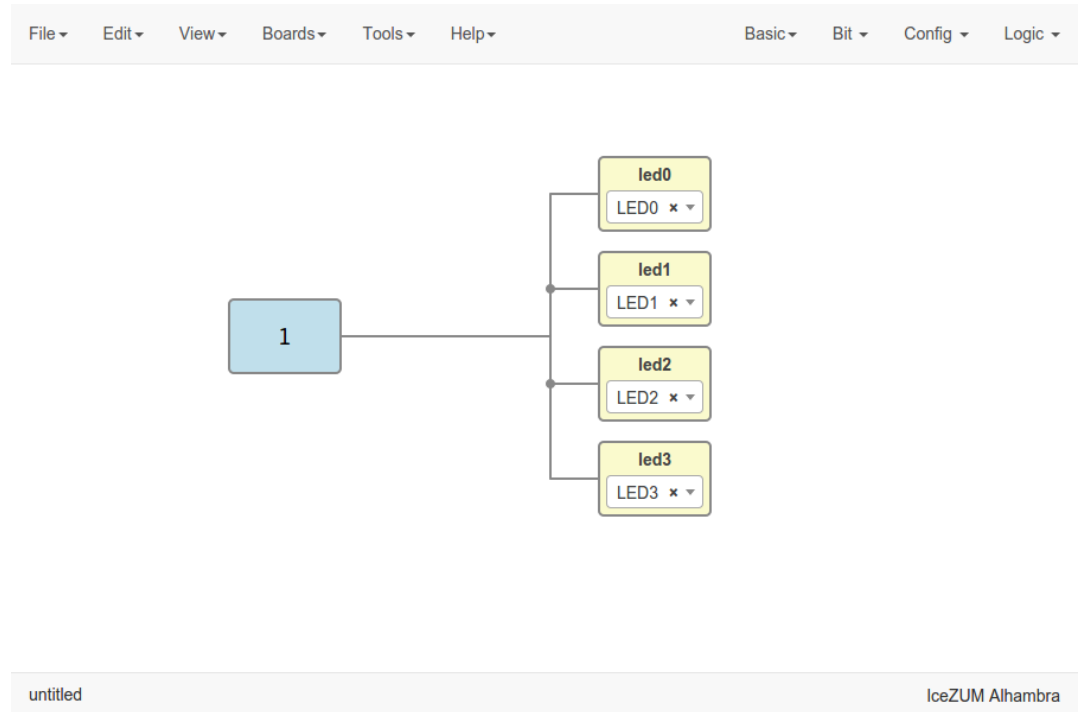 File Edit View Boards Tools Help Basic Bit Config Logic
led0
LED0 ×
led1
LED1 ×
1
led2
LED2 ×
led3
LED3 ×
untitled IceZUM Alhambra